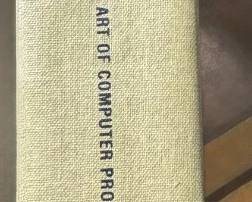 ART OF COMPUTER PRO